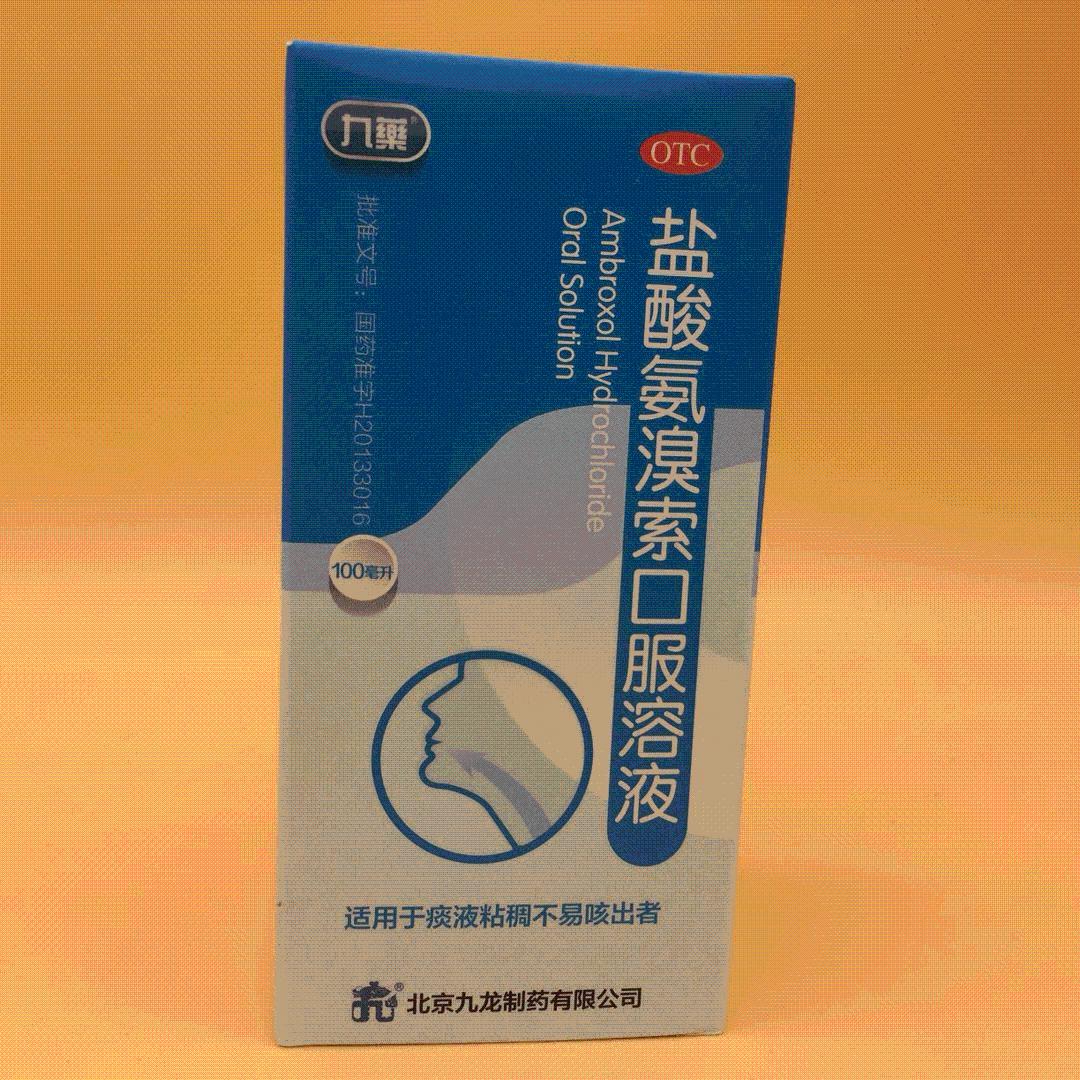 九藥®
OTC
盐酸氨溴索口服溶液
Ambroxol Hydrochloride
Oral Solution
批准文号：国药准字H20133016
100毫升
适用于痰液粘稠不易咳出者
®北京九龙制药有限公司